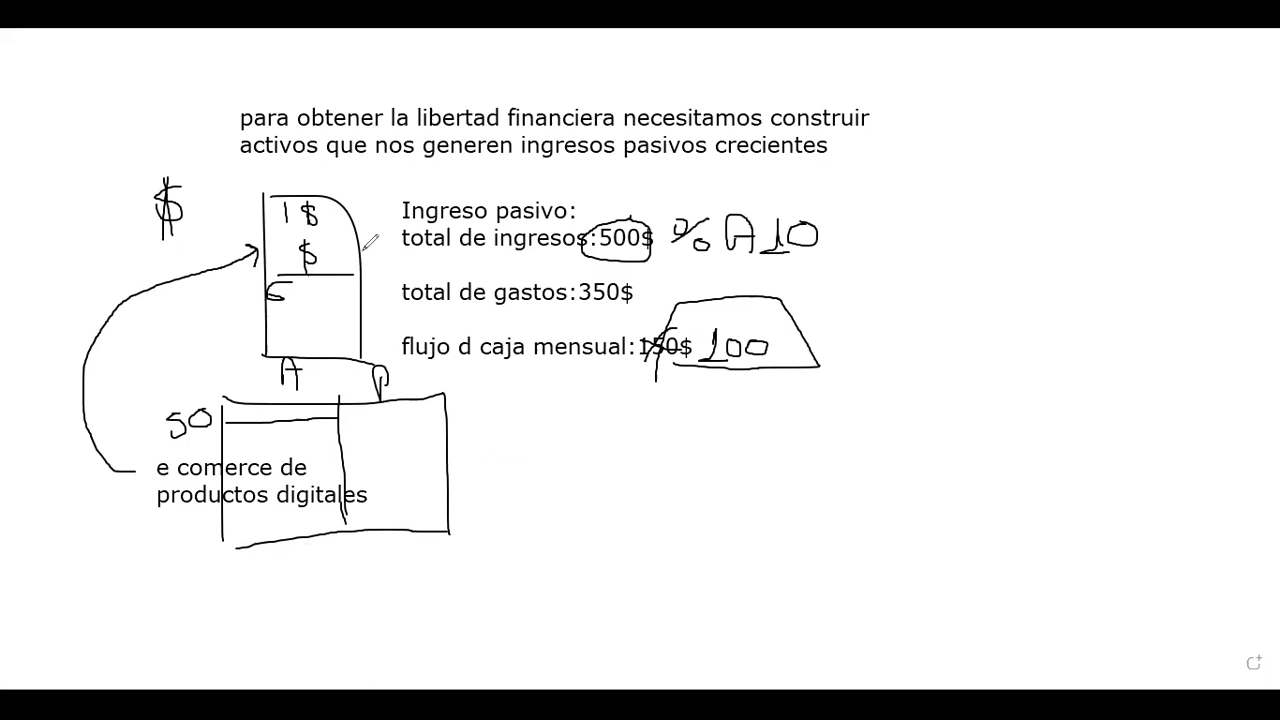 para obtener la libertad financiera necesitamos construir
activos que nos generen ingresos pasivos crecientes
$
1 $
$
Ingreso pasivo:
total de ingresos:500$ % A 10
total de gastos:350$
flujo d caja mensual:150$ 100
A P
50
e comerce de
productos digitales